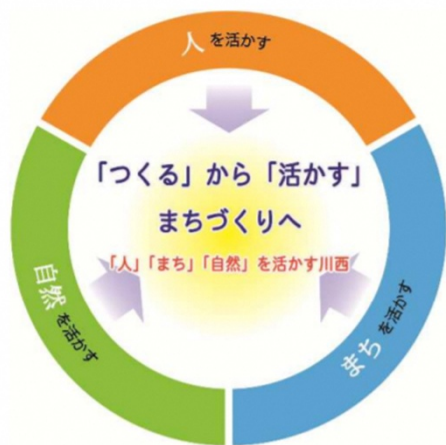 人を活かす
「つくる」から「活かす」
まちづくりへ
「人」「まち」「自然」を活かす川西
自然を活かす
まちを活かす